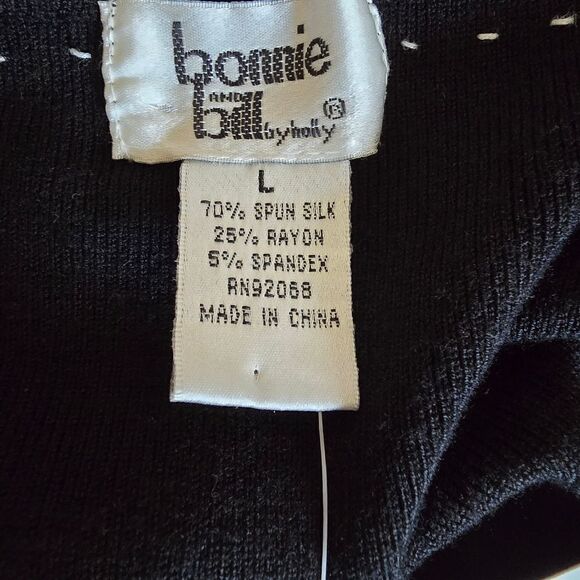 bonnie
AND
bill by holly ®
L
70% SPUN SILK
25% RAYON
5% SPANDEX
RN92068
MADE IN CHINA